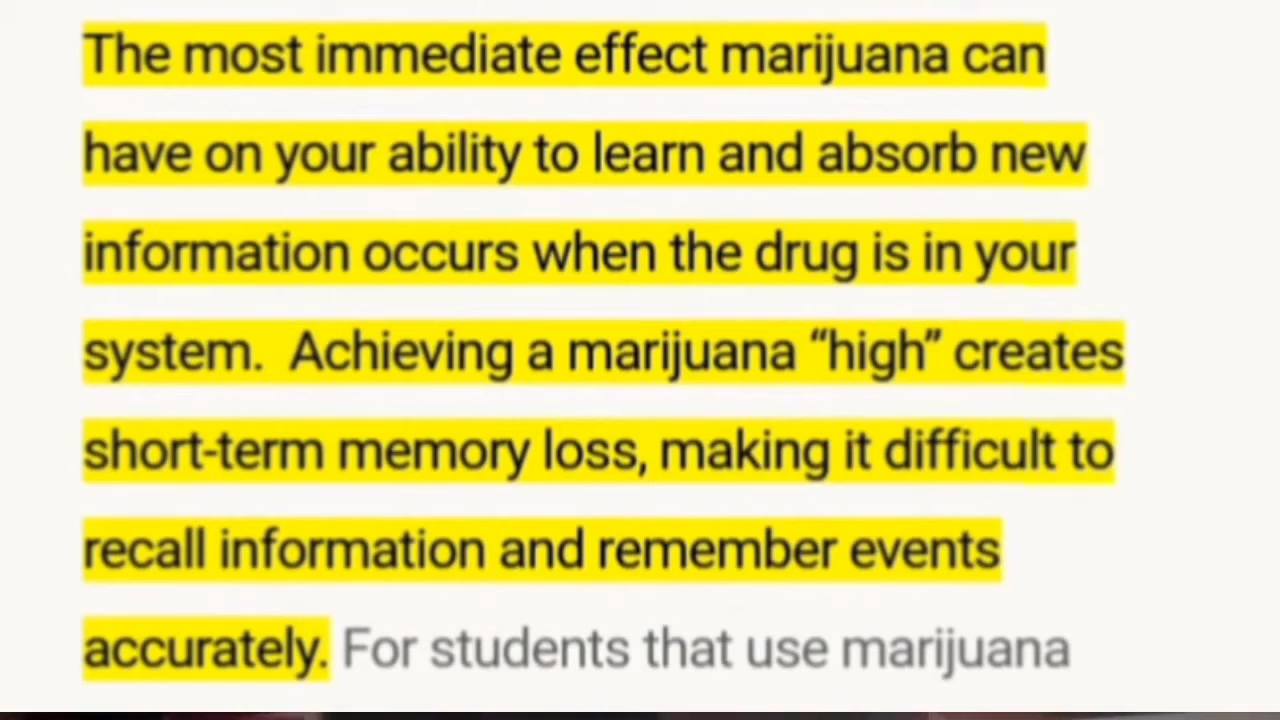 The most immediate effect marijuana can
have on your ability to learn and absorb new
information occurs when the drug is in your
system.  Achieving a marijuana “high” creates
short-term memory loss, making it difficult to
recall information and remember events
accurately. For students that use marijuana